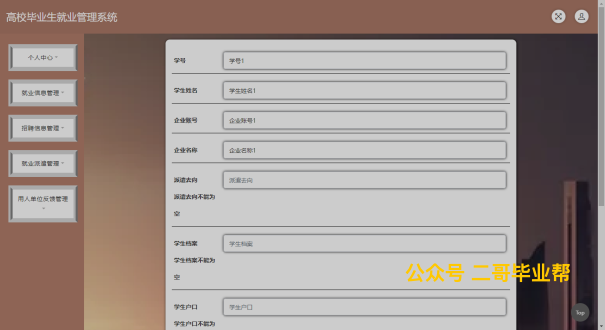 高校毕业生就业管理系统
个人中心
就业信息管理
招聘信息管理
就业派遣管理
用人单位反馈管理
学号
学号1
学生姓名
学生姓名1
企业账号
企业账号1
企业名称
企业名称1
派遣去向
派遣去向
派遣去向不能为
空
学生档案
学生档案
学生档案不能为
空
公众号 二哥毕业帮
学生户口
学生户口
学生户口不能为
Top